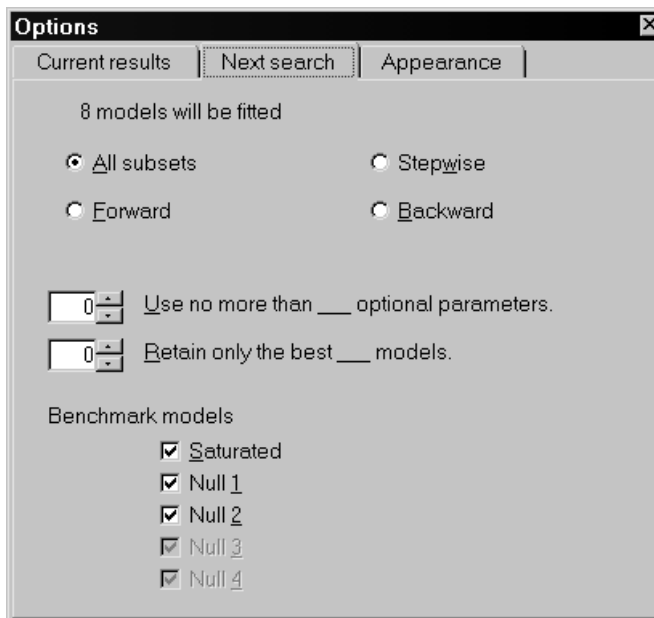 Options
Current results Next search Appearance
8 models will be fitted
All subsets Stepwise
Forward Backward
0 Use no more than ___ optional parameters.
0 Retain only the best ___ models.
Benchmark models
Saturated
Null 1
Null 2
Null 3
Null 4